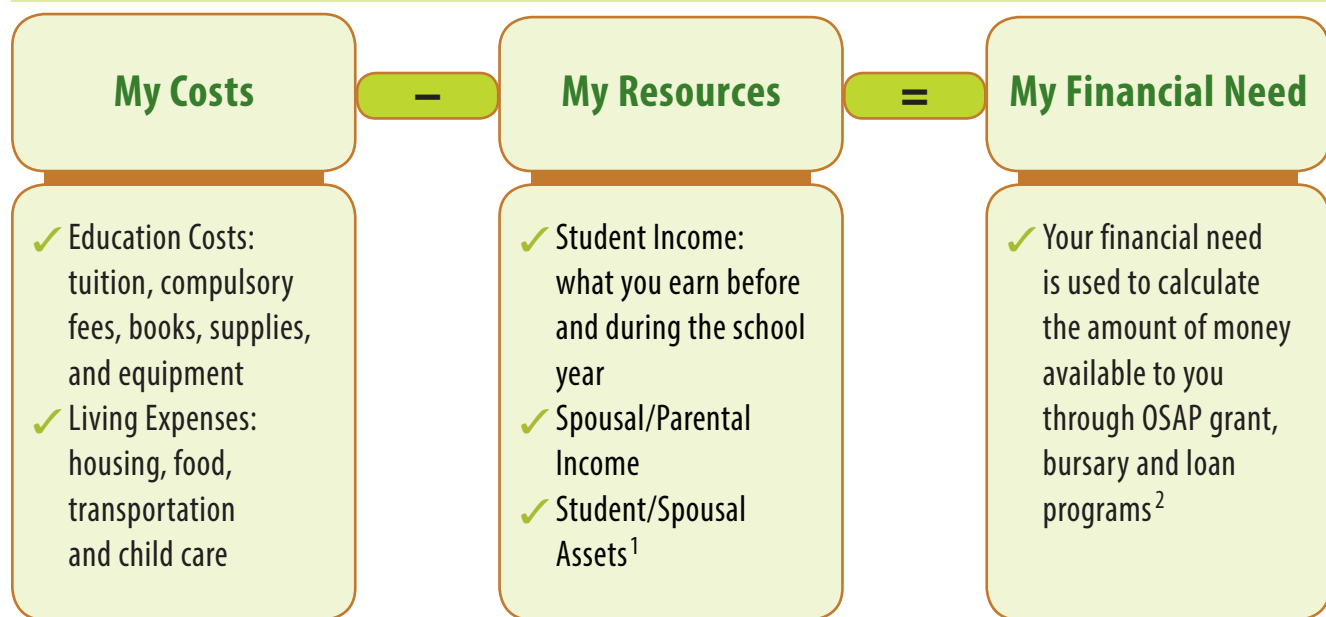 My Costs
–
My Resources
=
My Financial Need
✓ Education Costs:
tuition, compulsory
fees, books, supplies,
and equipment
✓ Living Expenses:
housing, food,
transportation
and child care
✓ Student Income:
what you earn before
and during the school
year
✓ Spousal/Parental
Income
✓ Student/Spousal
Assets¹
✓ Your financial need
is used to calculate
the amount of money
available to you
through OSAP grant,
bursary and loan
programs²